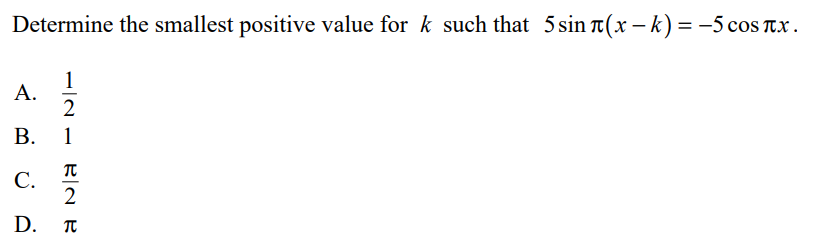 Determine the smallest positive value for k such that 5 sin π(x − k) = −5 cos πx.
A. 1/2
B. 1
C. π/2
D. π